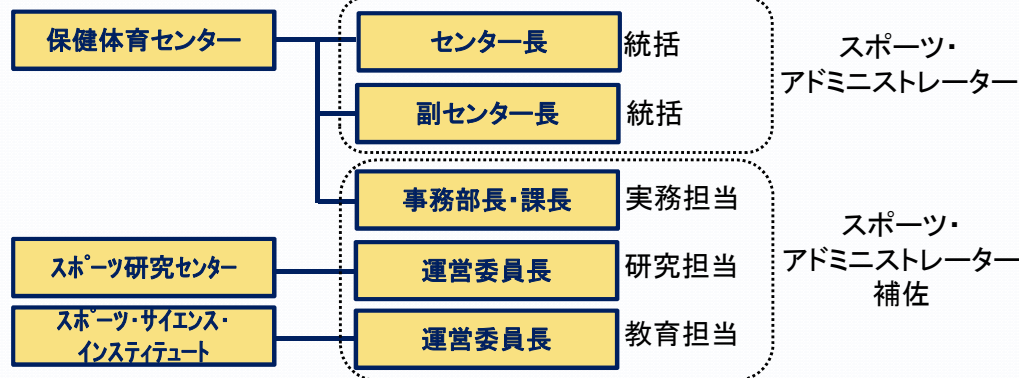 保健体育センター
センター長
統括
スポーツ・
アドミニストレーター
副センター長
統括
事務部長・課長
実務担当
スポーツ・
アドミニストレーター
補佐
スポーツ研究センター
運営委員長
研究担当
スポーツ・サイエンス・
インスティテュート
運営委員長
教育担当